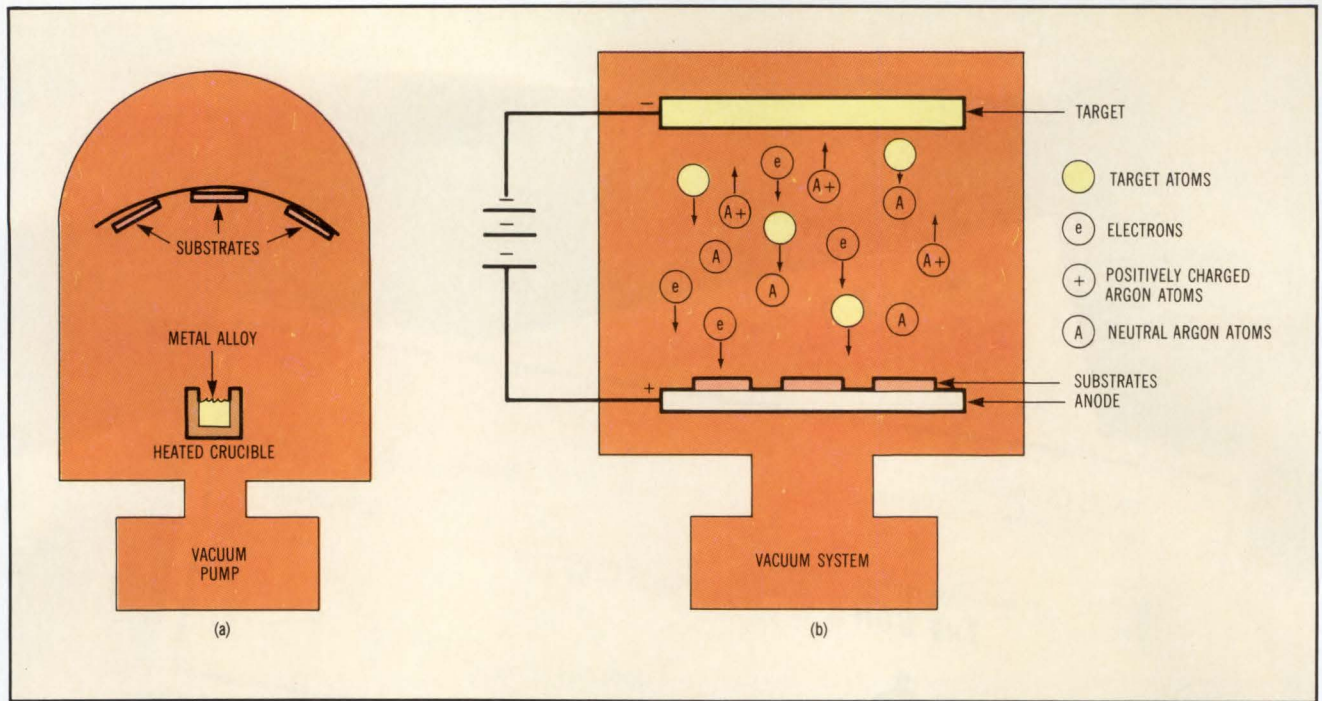 SUBSTRATES
METAL ALLOY
HEATED CRUCIBLE
VACUUM
PUMP
(a)
−
−
−
−
+
e
A+
A+
A
e
A
A+
A
e
e
A
VACUUM SYSTEM
(b)
TARGET
TARGET ATOMS
e ELECTRONS
+ POSITIVELY CHARGED
ARGON ATOMS
A NEUTRAL ARGON ATOMS
SUBSTRATES
ANODE